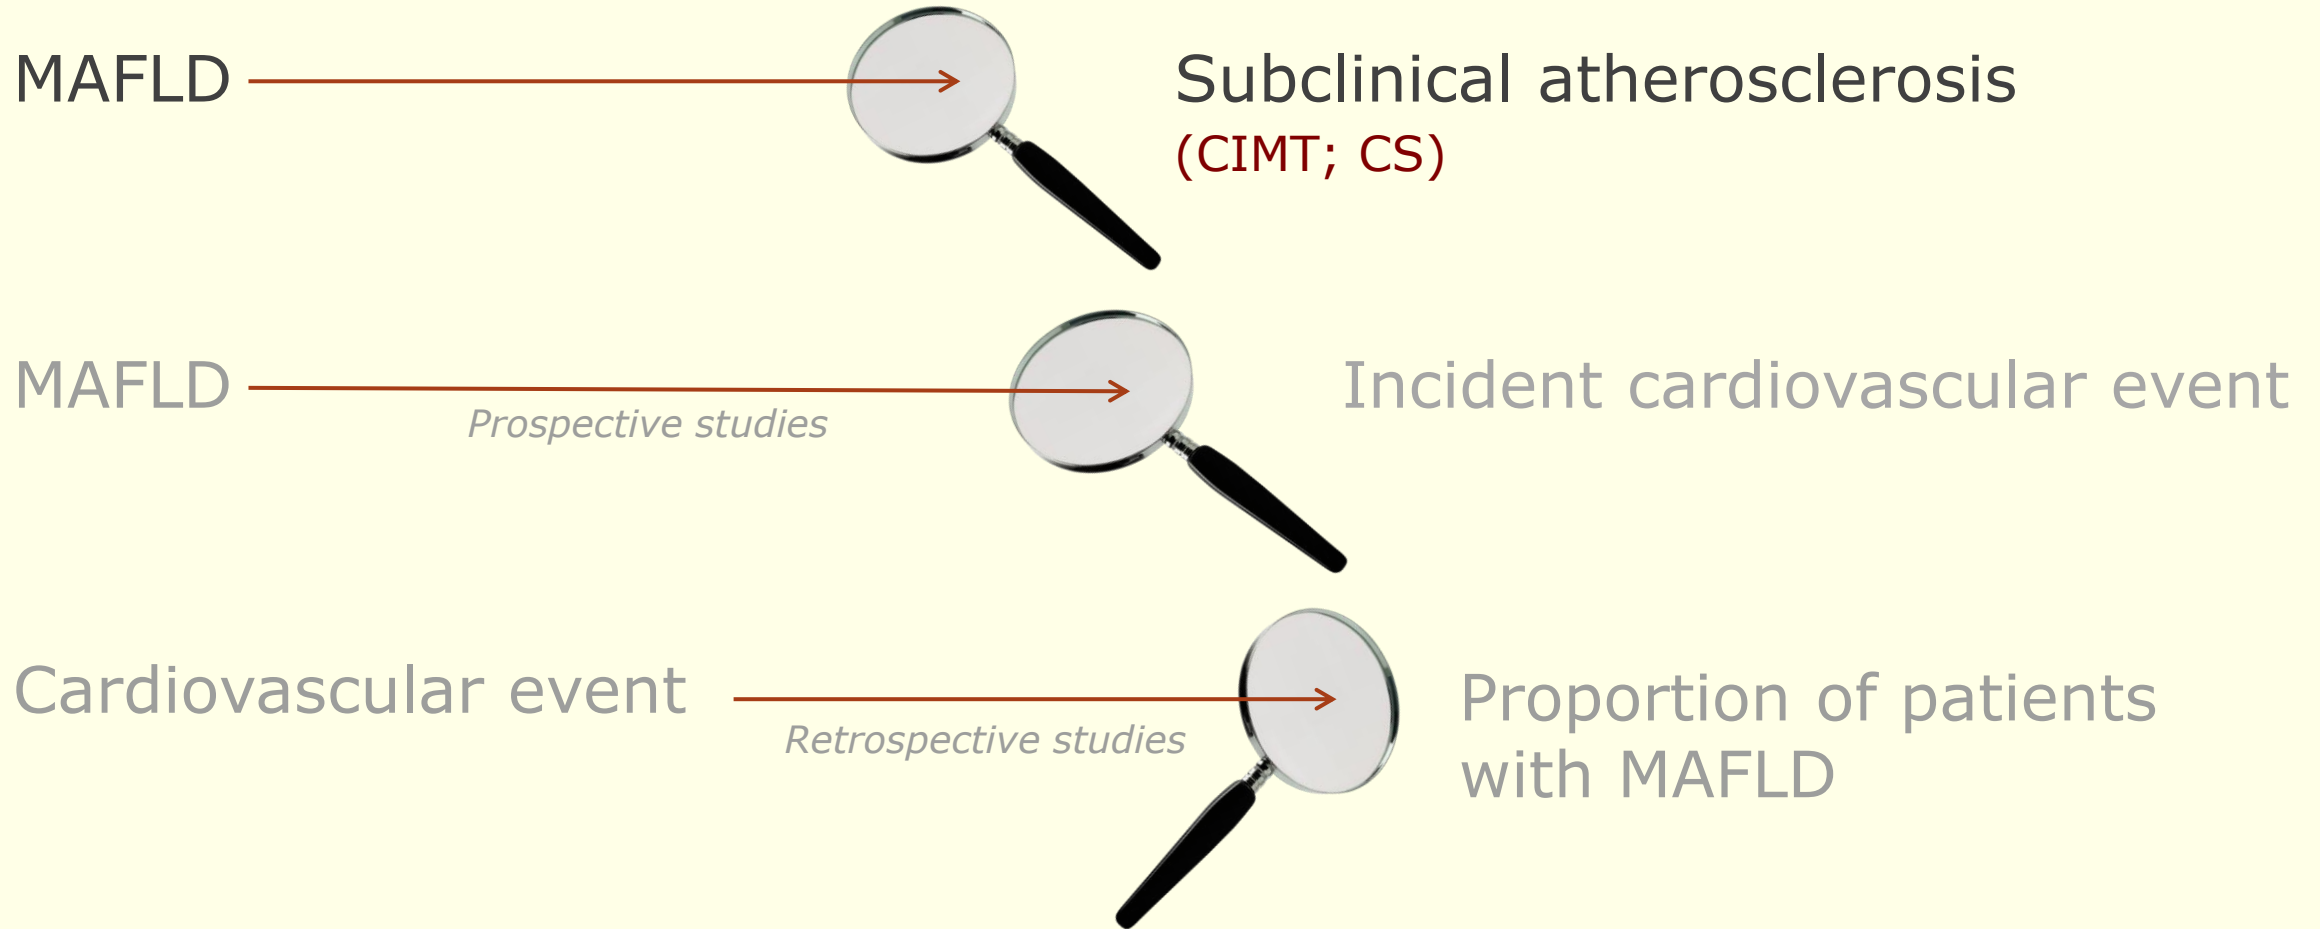 MAFLD
Subclinical atherosclerosis
(CIMT; CS)
MAFLD
Prospective studies
Incident cardiovascular event
Cardiovascular event
Retrospective studies
Proportion of patients
with MAFLD